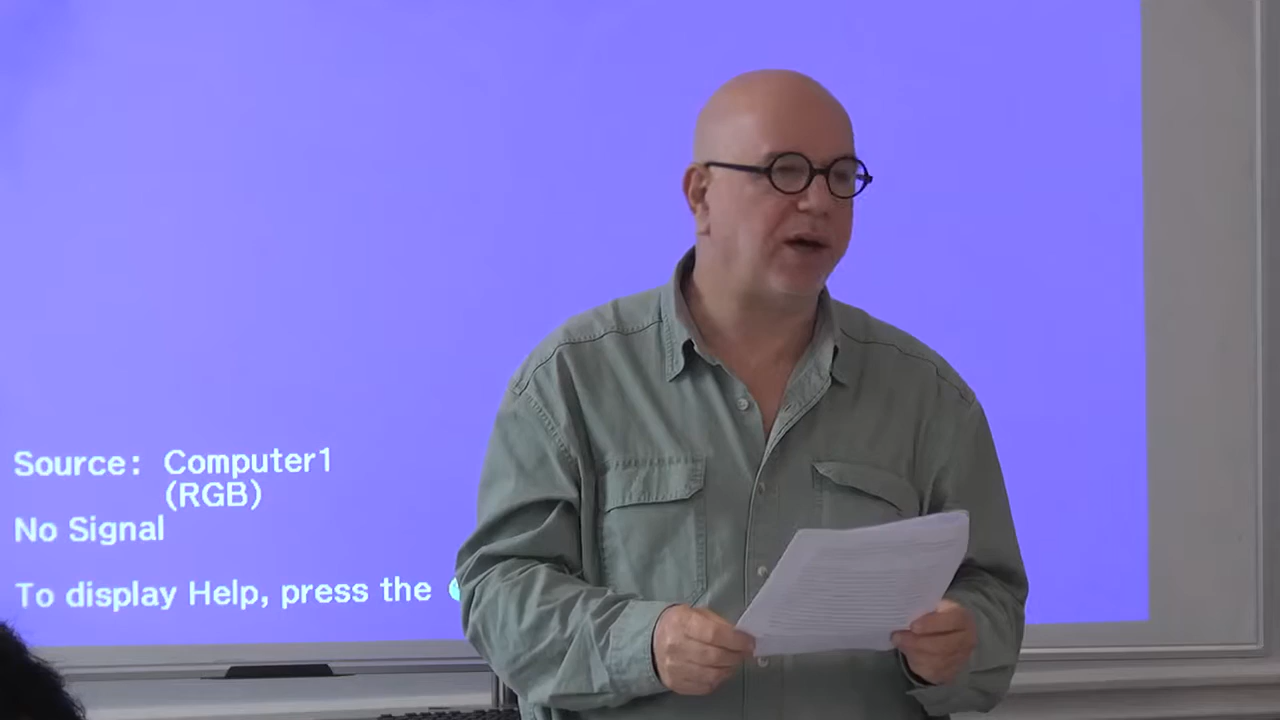 Source: Computer1
(RGB)
No Signal
To display Help, press the